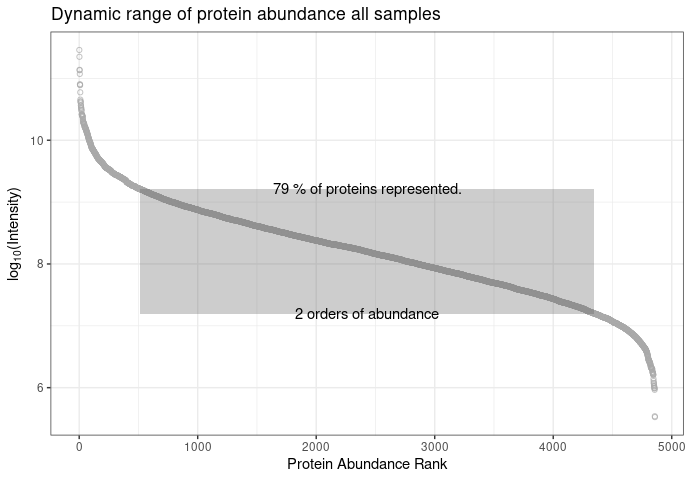 Dynamic range of protein abundance all samples
log10(Intensity)
10
8
6
79 % of proteins represented.
2 orders of abundance
0 1000 2000 3000 4000 5000
Protein Abundance Rank